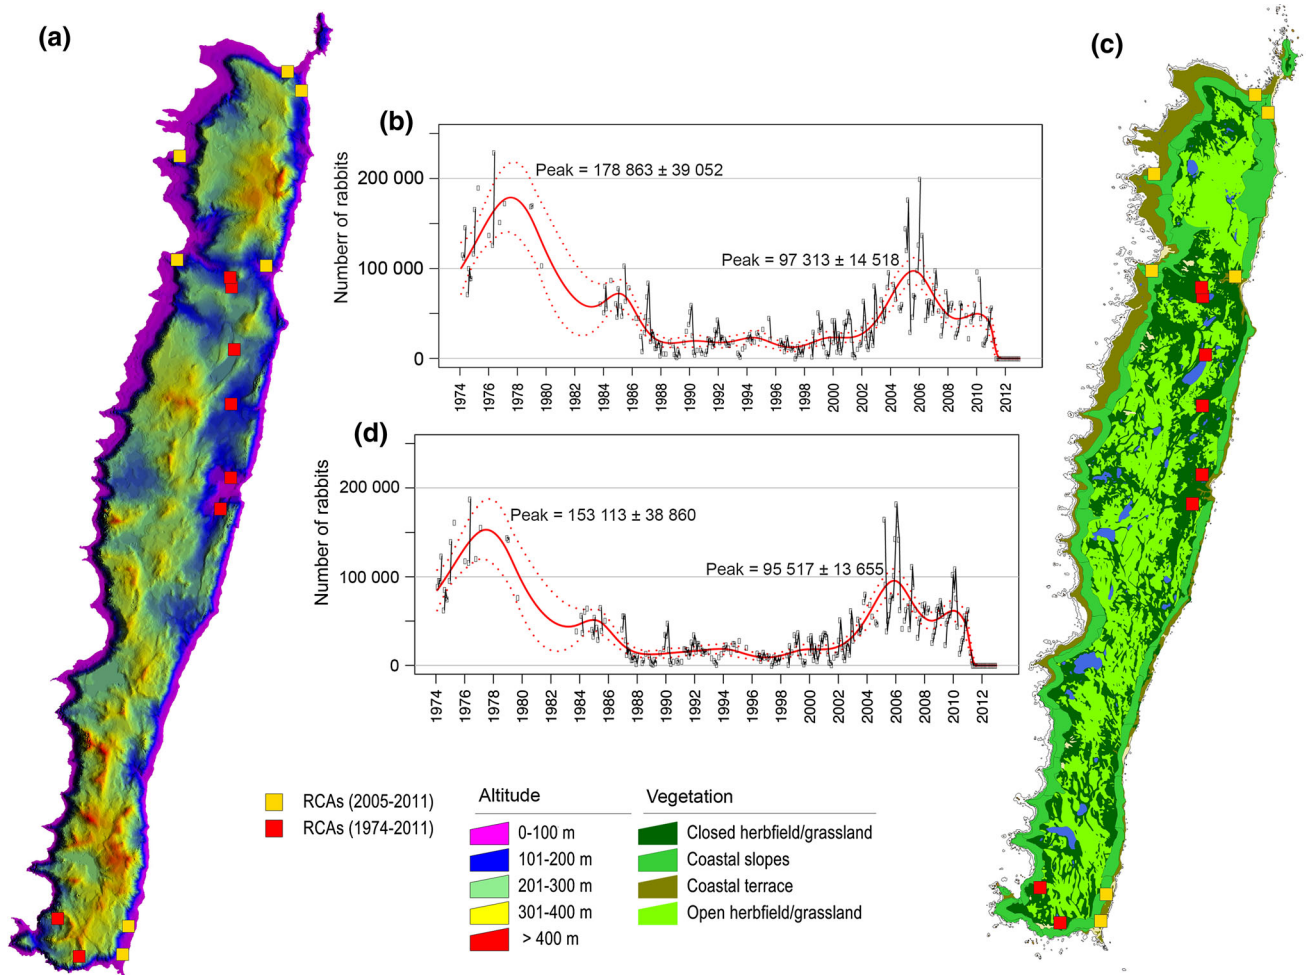 (a)
(b)
(c)
Numberr of rabbits
200 000
100 000
0
Peak = 178 863 ± 39 052
Peak = 97 313 ± 14 518
1974
1976
1978
1980
1982
1984
1986
1988
1990
1992
1994
1996
1998
2000
2002
2004
2006
2008
2010
2012
(d)
Number of rabbits
200 000
100 000
0
Peak = 153 113 ± 38 860
Peak = 95 517 ± 13 655
1974
1976
1978
1980
1982
1984
1986
1988
1990
1992
1994
1996
1998
2000
2002
2004
2006
2008
2010
2012
RCAs (2005-2011)
RCAs (1974-2011)
Altitude
0-100 m
101-200 m
201-300 m
301-400 m
> 400 m
Vegetation
Closed herbfield/grassland
Coastal slopes
Coastal terrace
Open herbfield/grassland